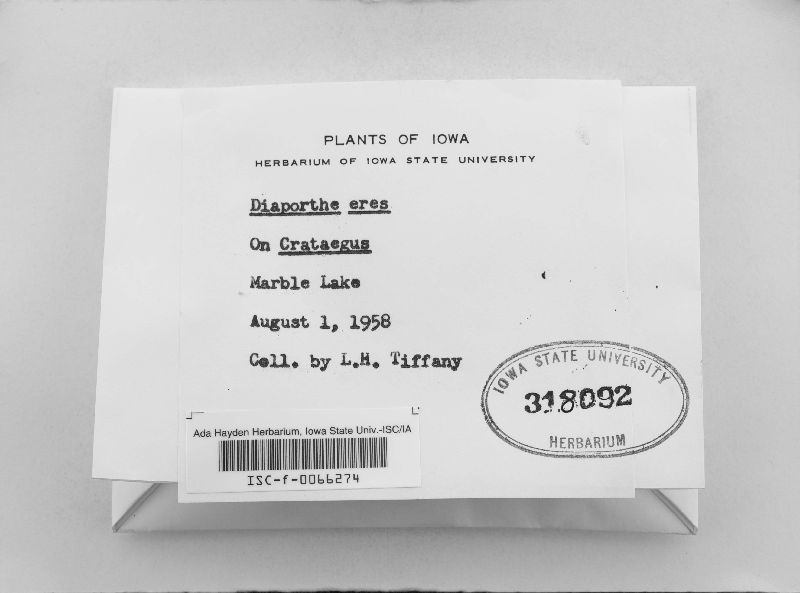 PLANTS OF IOWA
HERBARIUM OF IOWA STATE UNIVERSITY
Diaporthe eres
On Crataegus
Marble Lake
August 1, 1958
Coll. by L.H. Tiffany
IOWA STATE UNIVERSITY
318092
HERBARIUM
Ada Hayden Herbarium, Iowa State Univ.-ISC/IA
ISC-f-0066274